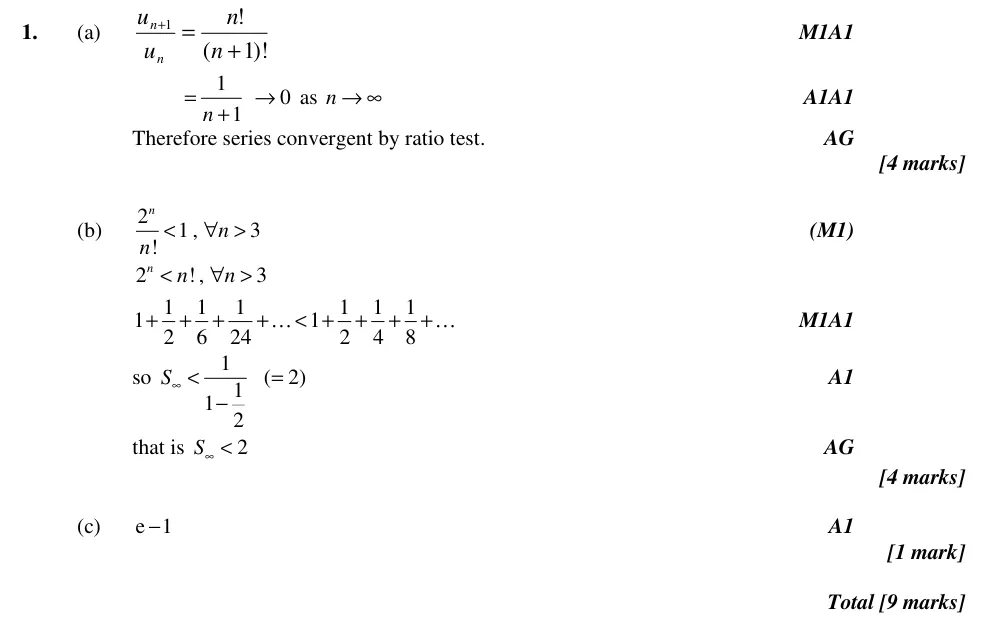 1. (a) u_{n+1}/u_n = n!/(n+1)! M1A1
= 1/(n+1) → 0 as n → ∞ A1A1
Therefore series convergent by ratio test. AG
[4 marks]
(b) 2^n/n! < 1 , ∀n > 3 (M1)
2^n < n! , ∀n > 3
1 + 1/2 + 1/6 + 1/24 + … < 1 + 1/2 + 1/4 + 1/8 + … M1A1
so S_∞ < 1/(1 − 1/2) (= 2) A1
that is S_∞ < 2 AG
[4 marks]
(c) e − 1 A1
[1 mark]
Total [9 marks]